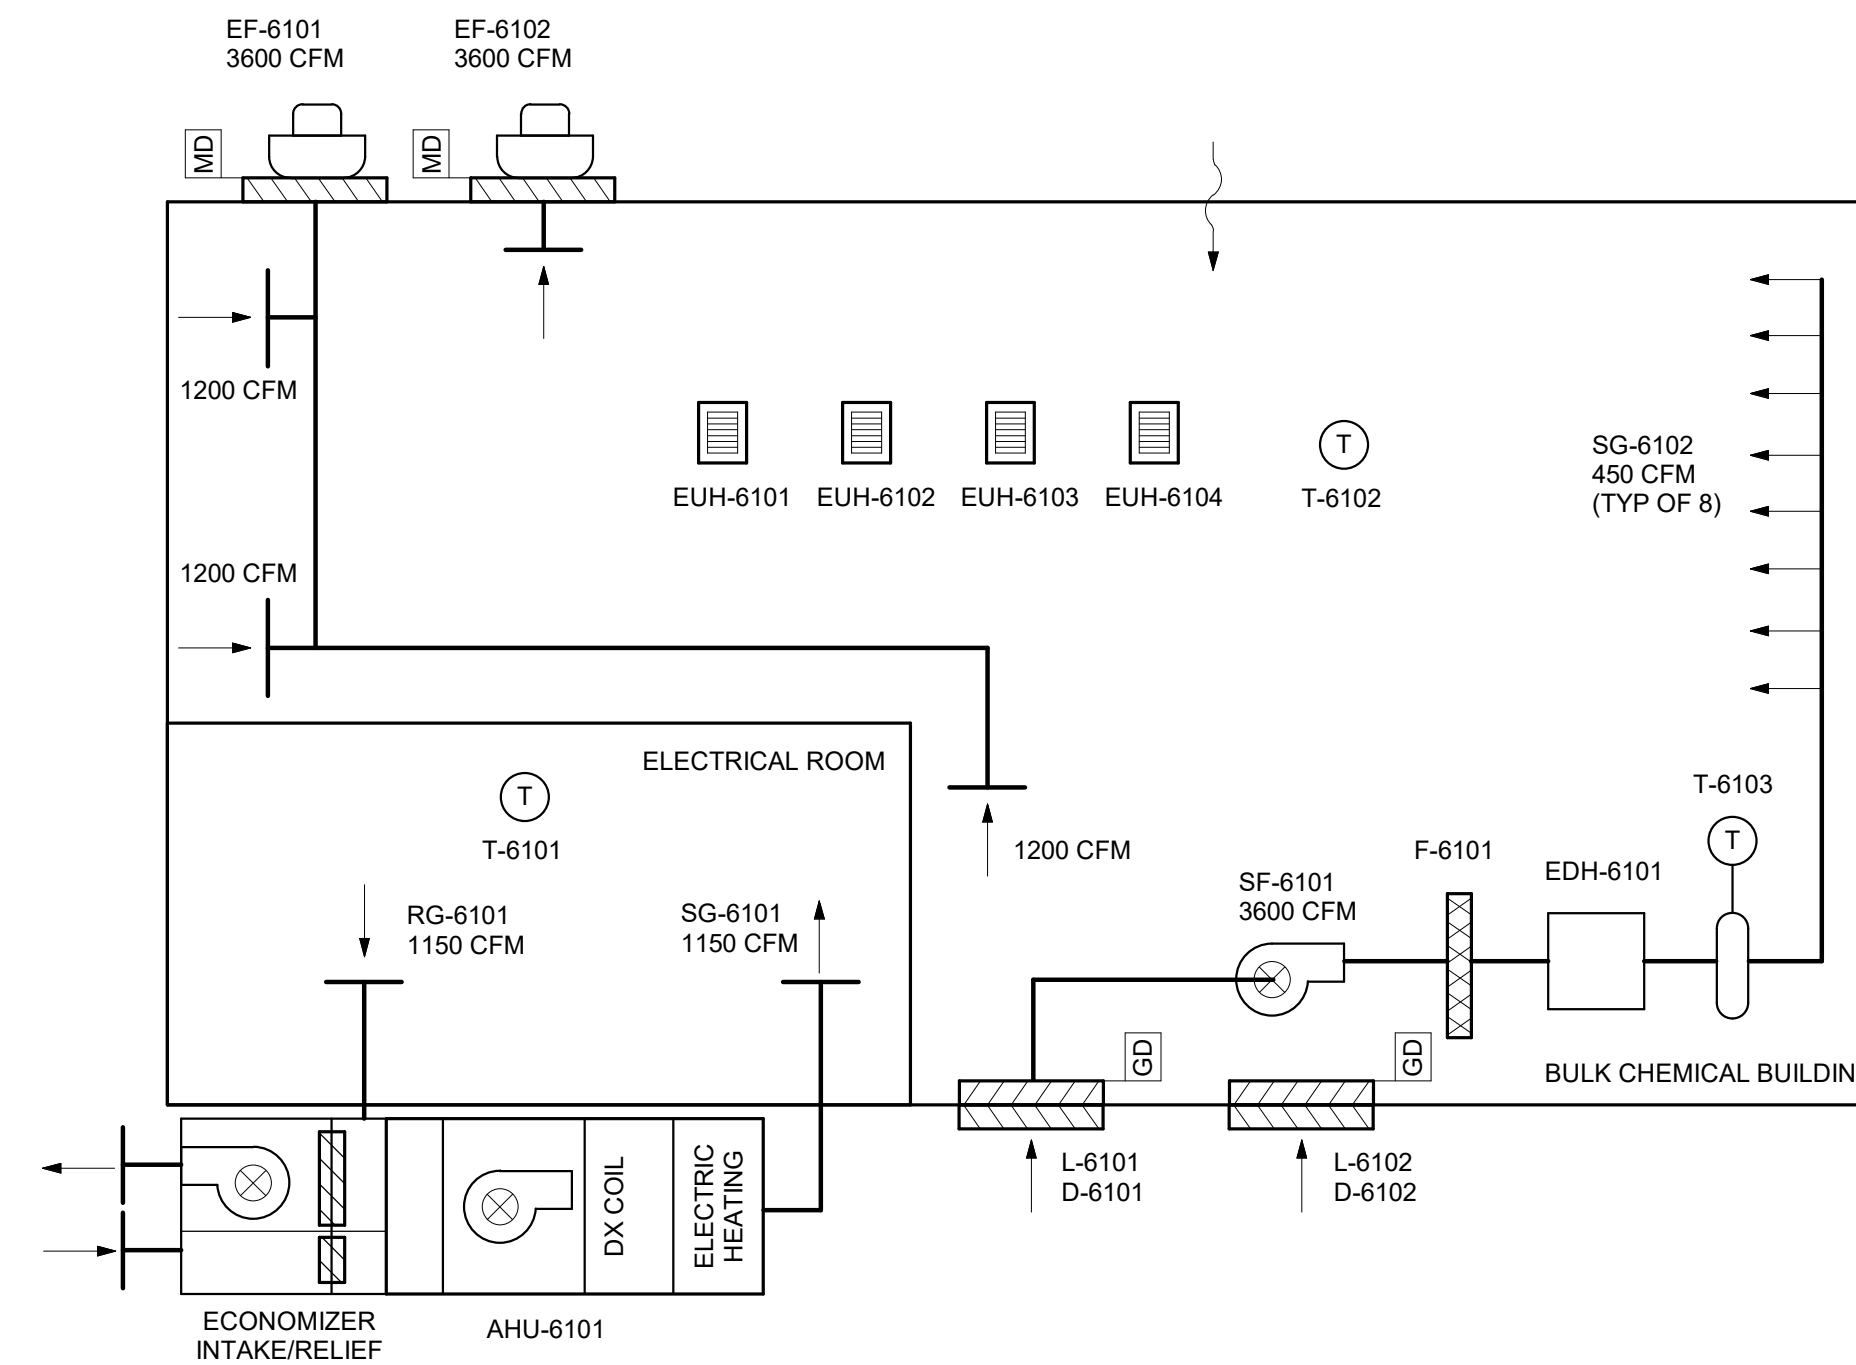 EF-6101
3600 CFM
EF-6102
3600 CFM
MD
MD
1200 CFM
EUH-6101
EUH-6102
EUH-6103
EUH-6104
T
T-6102
SG-6102
450 CFM
(TYP OF 8)
1200 CFM
ELECTRICAL ROOM
T
T-6101
1200 CFM
RG-6101
1150 CFM
SG-6101
1150 CFM
SF-6101
3600 CFM
F-6101
EDH-6101
T-6103
T
GD
GD
BULK CHEMICAL BUILDIN
L-6101
D-6101
L-6102
D-6102
DX COIL
ELECTRIC
HEATING
ECONOMIZER
INTAKE/RELIEF
AHU-6101